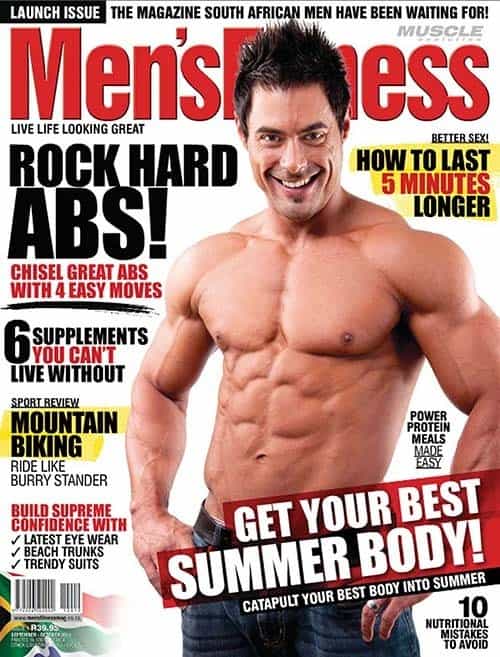 LAUNCH ISSUE THE MAGAZINE SOUTH AFRICAN MEN HAVE BEEN WAITING FOR!
MUSCLE
evolution
Men'sFitness
LIVE LIFE LOOKING GREAT
ROCK HARD
ABS!
CHISEL GREAT ABS
WITH 4 EASY MOVES
BETTER SEX!
HOW TO LAST
5 MINUTES
LONGER
6 SUPPLEMENTS
YOU CAN'T
LIVE WITHOUT
SPORT REVIEW
MOUNTAIN
BIKING
RIDE LIKE
BURRY STANDER
BUILD SUPREME
CONFIDENCE WITH
✓ LATEST EYE WEAR
✓ BEACH TRUNKS
✓ TRENDY SUITS
POWER
PROTEIN
MEALS
MADE
EASY
GET YOUR BEST
SUMMER BODY!
CATAPULT YOUR BEST BODY INTO SUMMER
10
NUTRITIONAL
MISTAKES
TO AVOID
R39.95